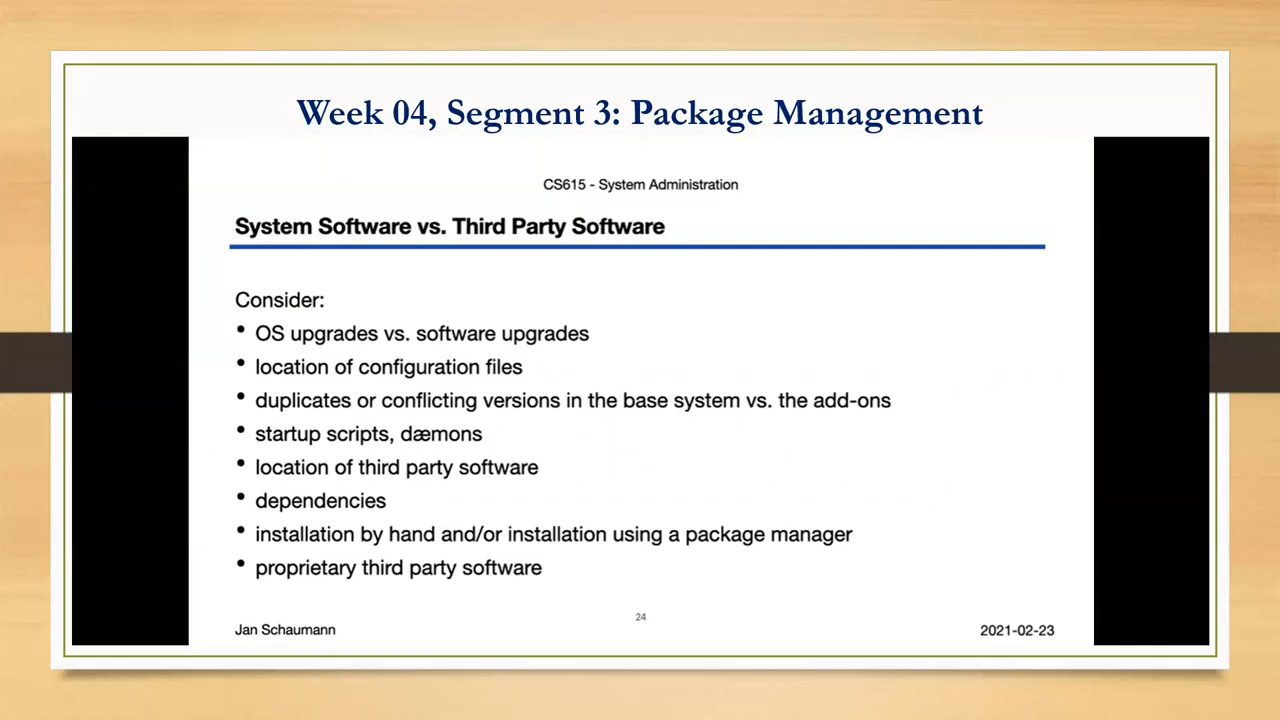 Week 04, Segment 3: Package Management
CS615 - System Administration
System Software vs. Third Party Software
Consider:
• OS upgrades vs. software upgrades
• location of configuration files
• duplicates or conflicting versions in the base system vs. the add-ons
• startup scripts, dæmons
• location of third party software
• dependencies
• installation by hand and/or installation using a package manager
• proprietary third party software
24
Jan Schaumann
2021-02-23